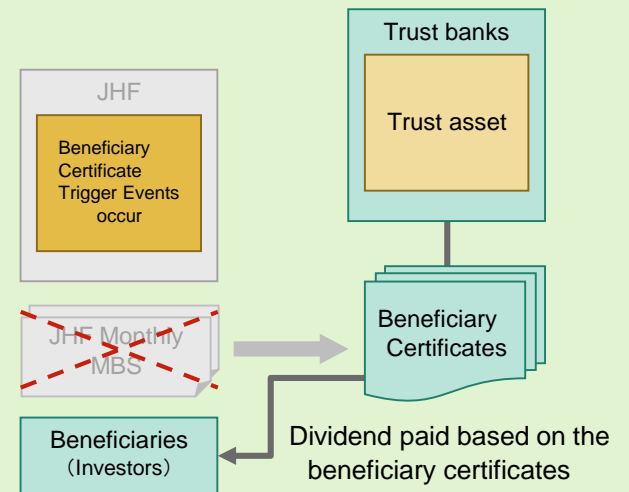 Trust banks
Trust asset
JHF
Beneficiary
Certificate
Trigger Events
occur
JHF Monthly
MBS
Beneficiary
Certificates
Beneficiaries
（Investors）
Dividend paid based on the
beneficiary certificates